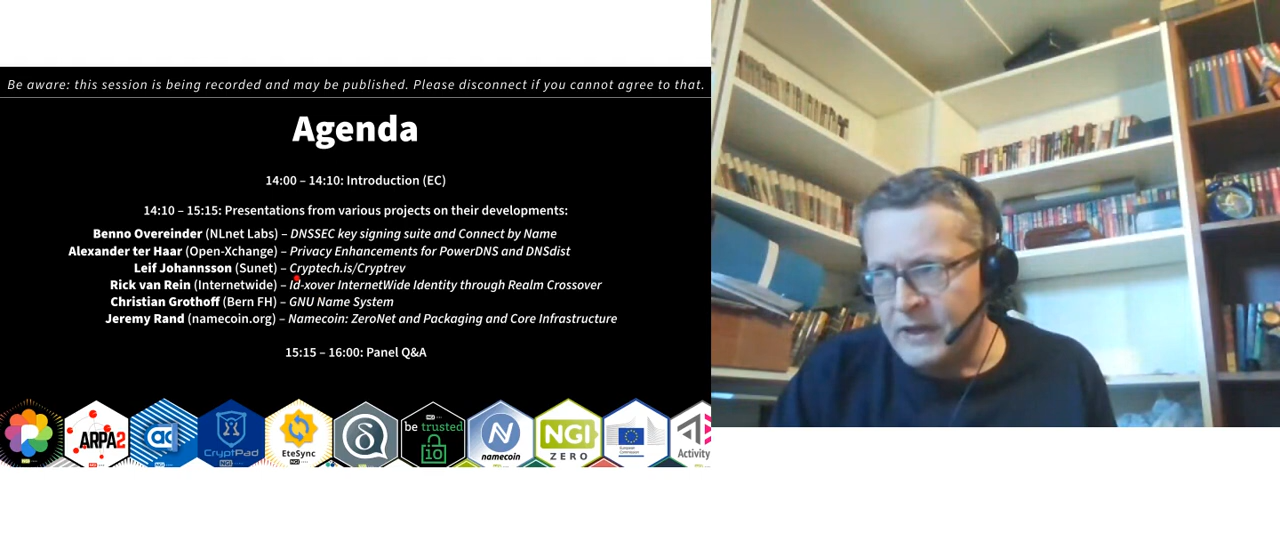 Be aware: this session is being recorded and may be published. Please disconnect if you cannot agree to that.
Agenda
14:00 – 14:10: Introduction (EC)
14:10 – 15:15: Presentations from various projects on their developments:
Benno Overeinder (NLnet Labs) – DNSSEC key signing suite and Connect by Name
Alexander ter Haar (Open-Xchange) – Privacy Enhancements for PowerDNS and DNSdist
Leif Johannsson (Sunet) – Cryptech.is/Cryptrev
Rick van Rein (Internetwide) – Id-xover InternetWide Identity through Realm Crossover
Christian Grothoff (Bern FH) – GNU Name System
Jeremy Rand (namecoin.org) – Namecoin: ZeroNet and Packaging and Core Infrastructure
15:15 – 16:00: Panel Q&A
ARPA2
CryptPad
EteSync
be trusted
io
namecoin
NGI
ZERO
European
Commission
Activity